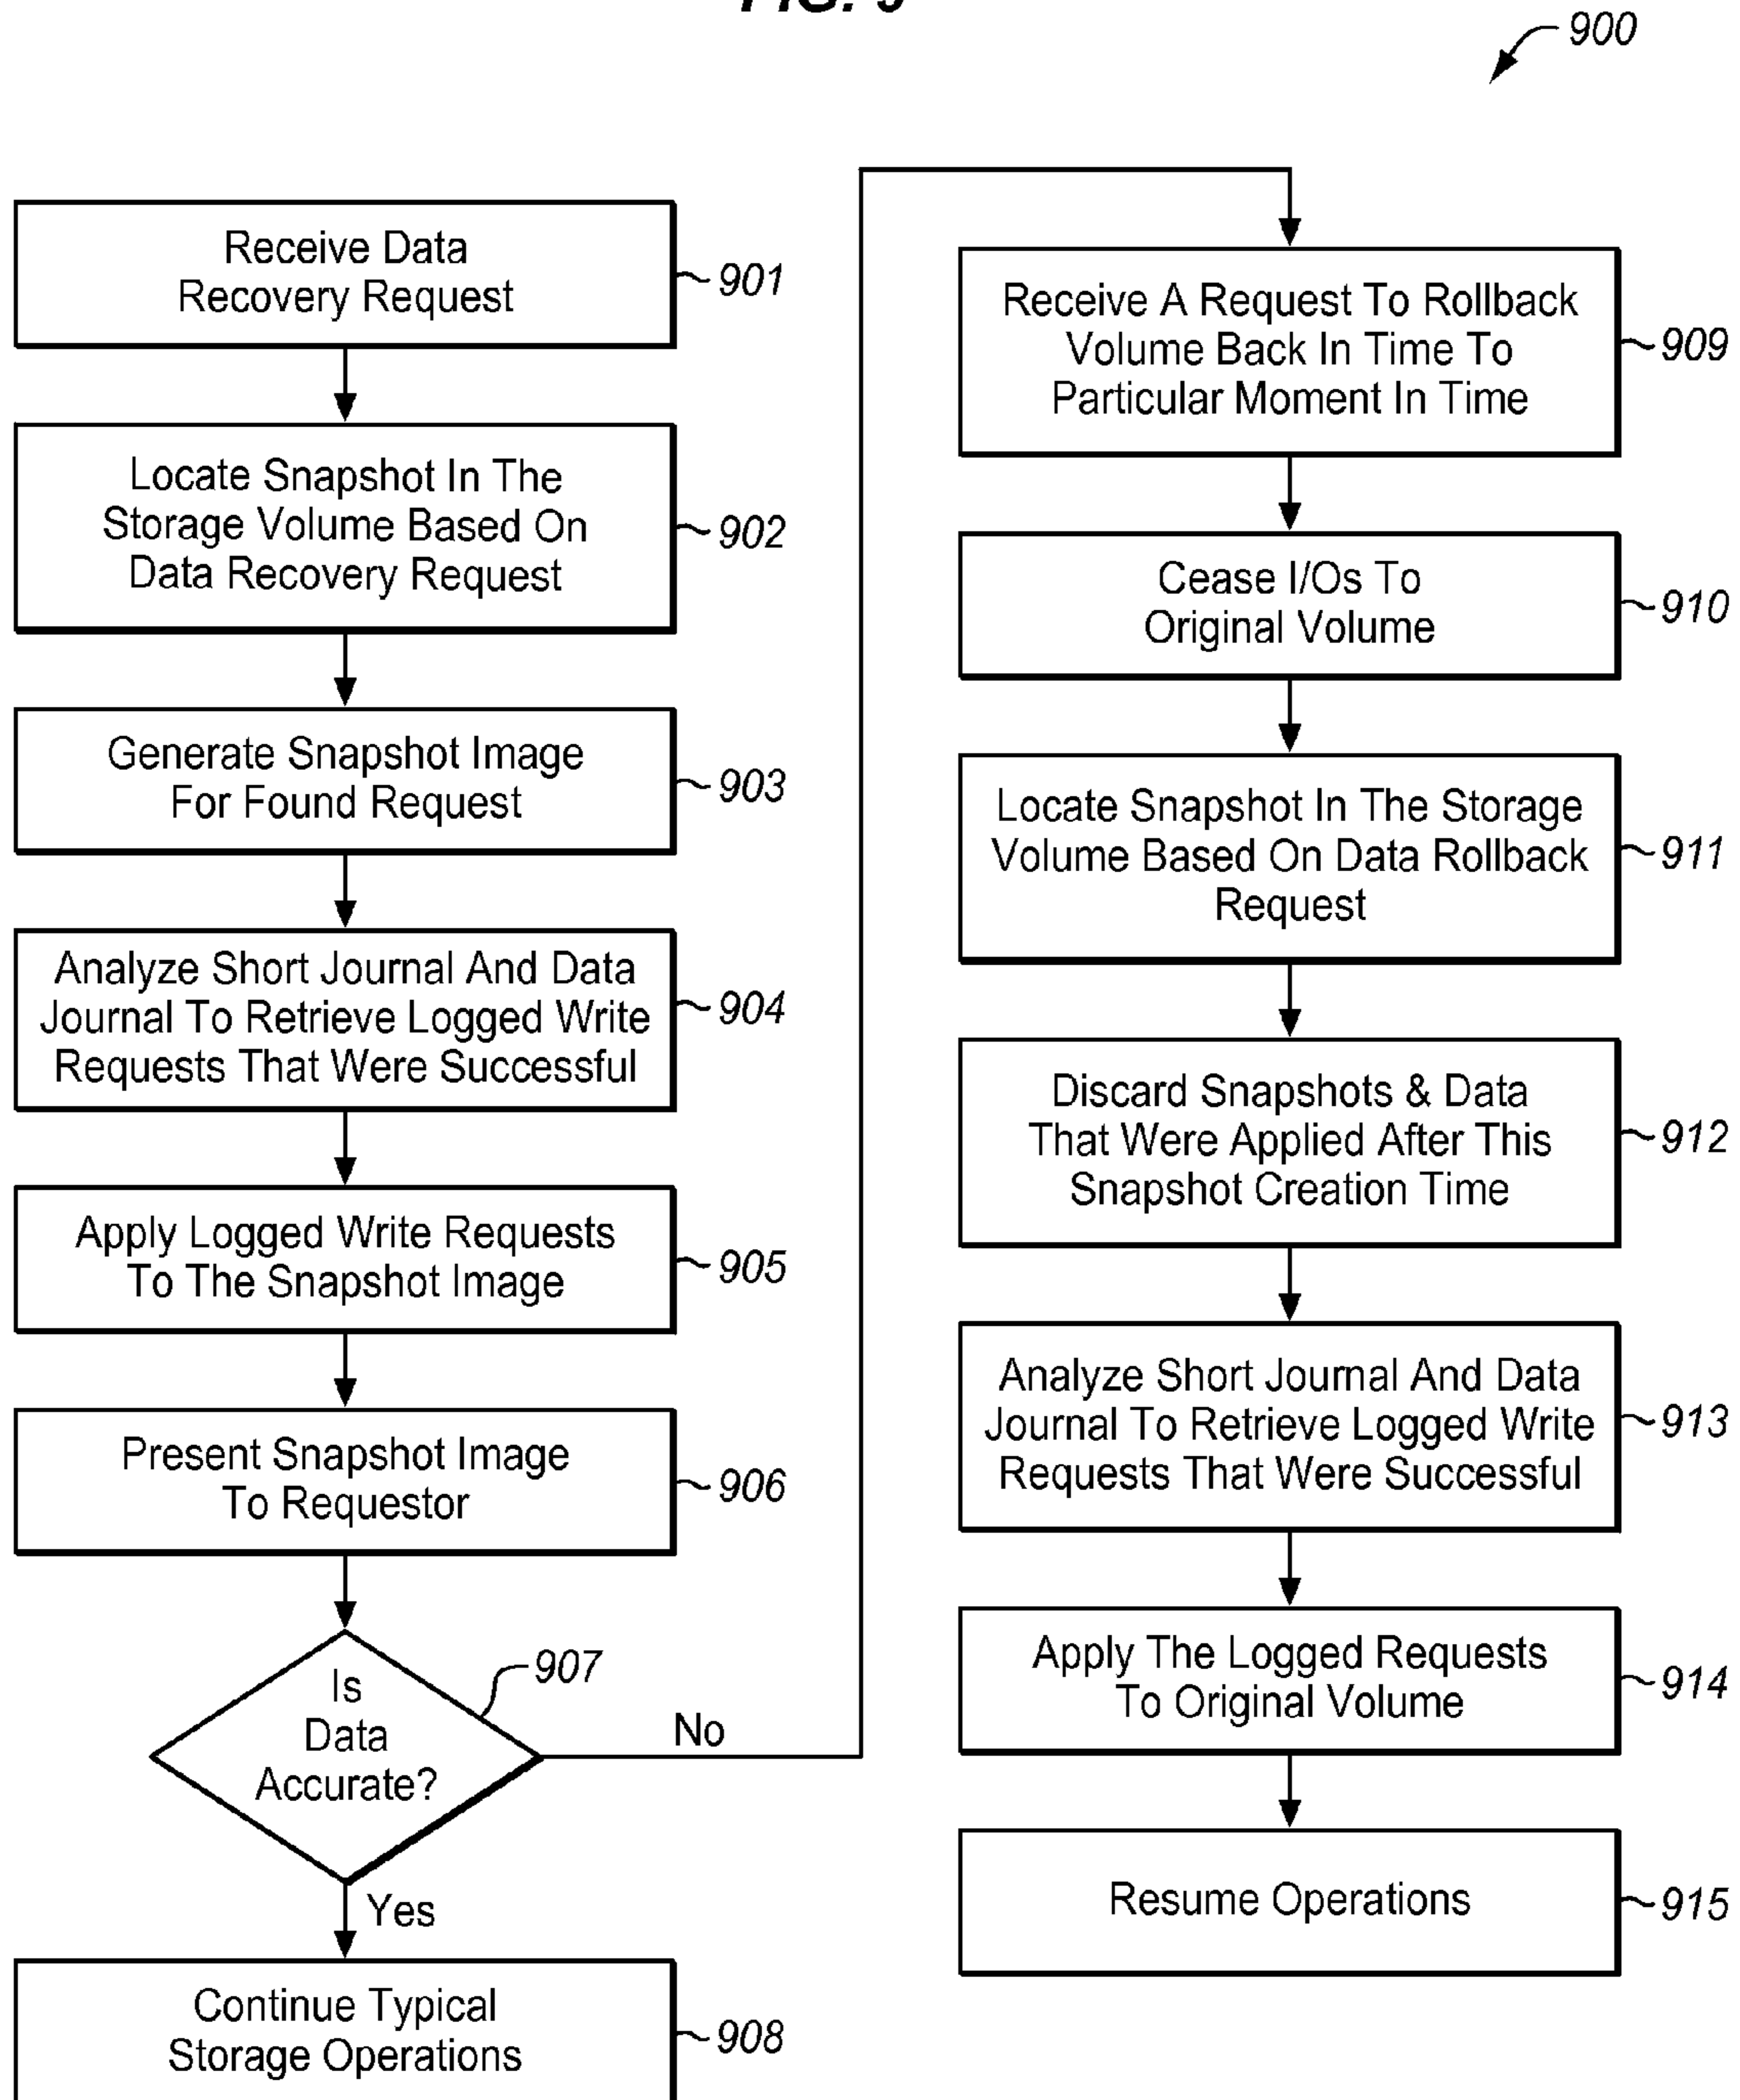 FIG. 9
900
Receive Data
Recovery Request
901
Locate Snapshot In The
Storage Volume Based On
Data Recovery Request
902
Generate Snapshot Image
For Found Request
903
Analyze Short Journal And Data
Journal To Retrieve Logged Write
Requests That Were Successful
904
Apply Logged Write Requests
To The Snapshot Image
905
Present Snapshot Image
To Requestor
906
Is
Data
Accurate?
907
No
Yes
Continue Typical
Storage Operations
908
Receive A Request To Rollback
Volume Back In Time To
Particular Moment In Time
909
Cease I/Os To
Original Volume
910
Locate Snapshot In The Storage
Volume Based On Data Rollback
Request
911
Discard Snapshots & Data
That Were Applied After This
Snapshot Creation Time
912
Analyze Short Journal And Data
Journal To Retrieve Logged Write
Requests That Were Successful
913
Apply The Logged Requests
To Original Volume
914
Resume Operations
915